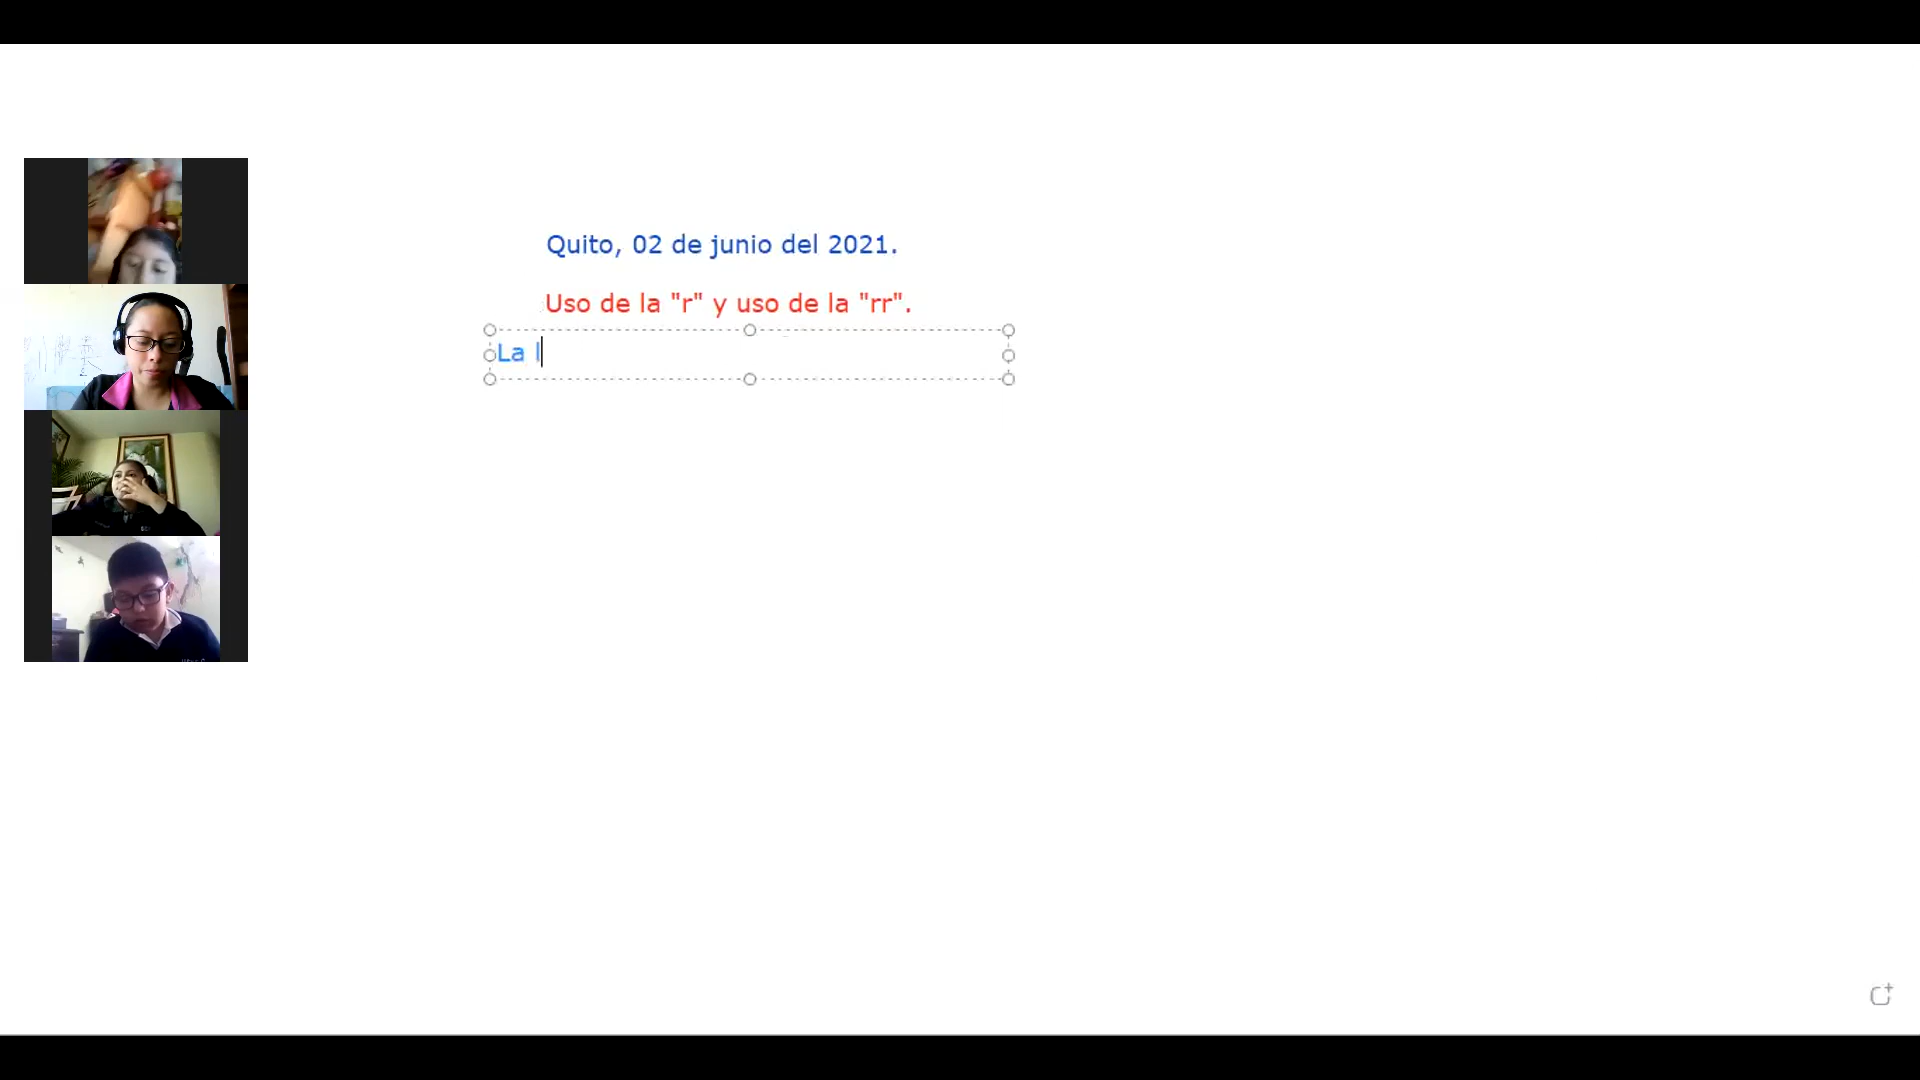 Quito, 02 de junio del 2021.
Uso de la "r" y uso de la "rr".
La l